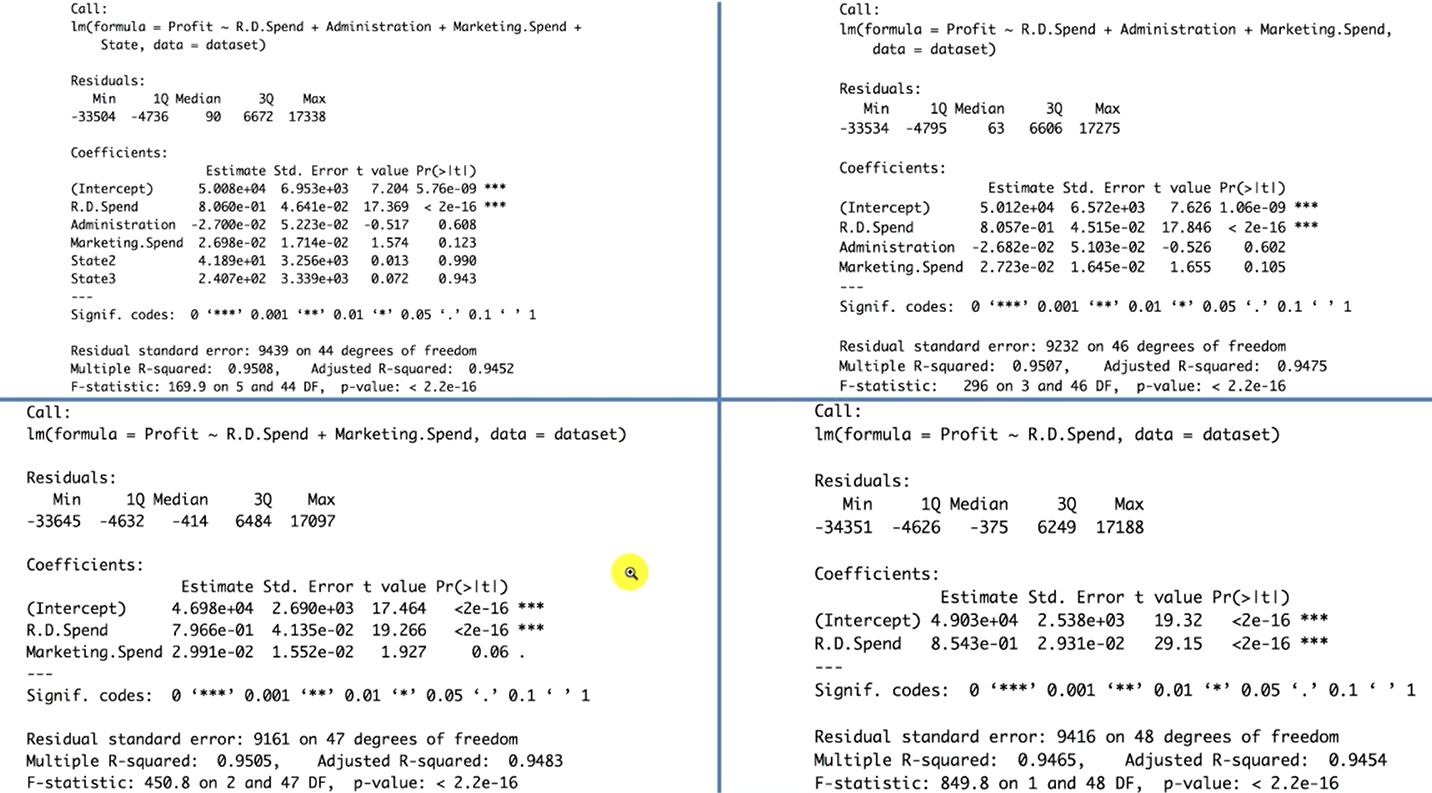 Call:
lm(formula = Profit ~ R.D.Spend + Administration + Marketing.Spend +
    State, data = dataset)

Residuals:
   Min     1Q Median     3Q    Max
-33504  -4736     90   6672  17338

Coefficients:
                  Estimate Std. Error t value Pr(>|t|)
(Intercept)      5.008e+04  6.953e+03   7.204 5.76e-09 ***
R.D.Spend        8.060e-01  4.641e-02  17.369  < 2e-16 ***
Administration  -2.700e-02  5.223e-02  -0.517    0.608
Marketing.Spend  2.698e-02  1.714e-02   1.574    0.123
State2           4.189e+01  3.256e+03   0.013    0.990
State3           2.407e+02  3.339e+03   0.072    0.943
---
Signif. codes:  0 ‘***’ 0.001 ‘**’ 0.01 ‘*’ 0.05 ‘.’ 0.1 ‘ ’ 1

Residual standard error: 9439 on 44 degrees of freedom
Multiple R-squared:  0.9508,    Adjusted R-squared:  0.9452
F-statistic: 169.9 on 5 and 44 DF,  p-value: < 2.2e-16

Call:
lm(formula = Profit ~ R.D.Spend + Administration + Marketing.Spend,
    data = dataset)

Residuals:
   Min     1Q Median     3Q    Max
-33534  -4795     63   6606  17275

Coefficients:
                  Estimate Std. Error t value Pr(>|t|)
(Intercept)      5.012e+04  6.572e+03   7.626 1.06e-09 ***
R.D.Spend        8.057e-01  4.515e-02  17.846  < 2e-16 ***
Administration  -2.682e-02  5.103e-02  -0.526    0.602
Marketing.Spend  2.723e-02  1.645e-02   1.655    0.105
---
Signif. codes:  0 ‘***’ 0.001 ‘**’ 0.01 ‘*’ 0.05 ‘.’ 0.1 ‘ ’ 1

Residual standard error: 9232 on 46 degrees of freedom
Multiple R-squared:  0.9507,    Adjusted R-squared:  0.9475
F-statistic:   296 on 3 and 46 DF,  p-value: < 2.2e-16

Call:
lm(formula = Profit ~ R.D.Spend + Marketing.Spend, data = dataset)

Residuals:
   Min     1Q Median     3Q    Max
-33645  -4632   -414   6484  17097

Coefficients:
                 Estimate Std. Error t value Pr(>|t|)
(Intercept)     4.698e+04  2.690e+03  17.464   <2e-16 ***
R.D.Spend       7.966e-01  4.135e-02  19.266   <2e-16 ***
Marketing.Spend 2.991e-02  1.552e-02   1.927     0.06 .
---
Signif. codes:  0 ‘***’ 0.001 ‘**’ 0.01 ‘*’ 0.05 ‘.’ 0.1 ‘ ’ 1

Residual standard error: 9161 on 47 degrees of freedom
Multiple R-squared:  0.9505,    Adjusted R-squared:  0.9483
F-statistic: 450.8 on 2 and 47 DF,  p-value: < 2.2e-16

Call:
lm(formula = Profit ~ R.D.Spend, data = dataset)

Residuals:
   Min     1Q Median     3Q    Max
-34351  -4626   -375   6249  17188

Coefficients:
             Estimate Std. Error t value Pr(>|t|)
(Intercept) 4.903e+04  2.538e+03   19.32   <2e-16 ***
R.D.Spend   8.543e-01  2.931e-02   29.15   <2e-16 ***
---
Signif. codes:  0 ‘***’ 0.001 ‘**’ 0.01 ‘*’ 0.05 ‘.’ 0.1 ‘ ’ 1

Residual standard error: 9416 on 48 degrees of freedom
Multiple R-squared:  0.9465,    Adjusted R-squared:  0.9454
F-statistic: 849.8 on 1 and 48 DF,  p-value: < 2.2e-16